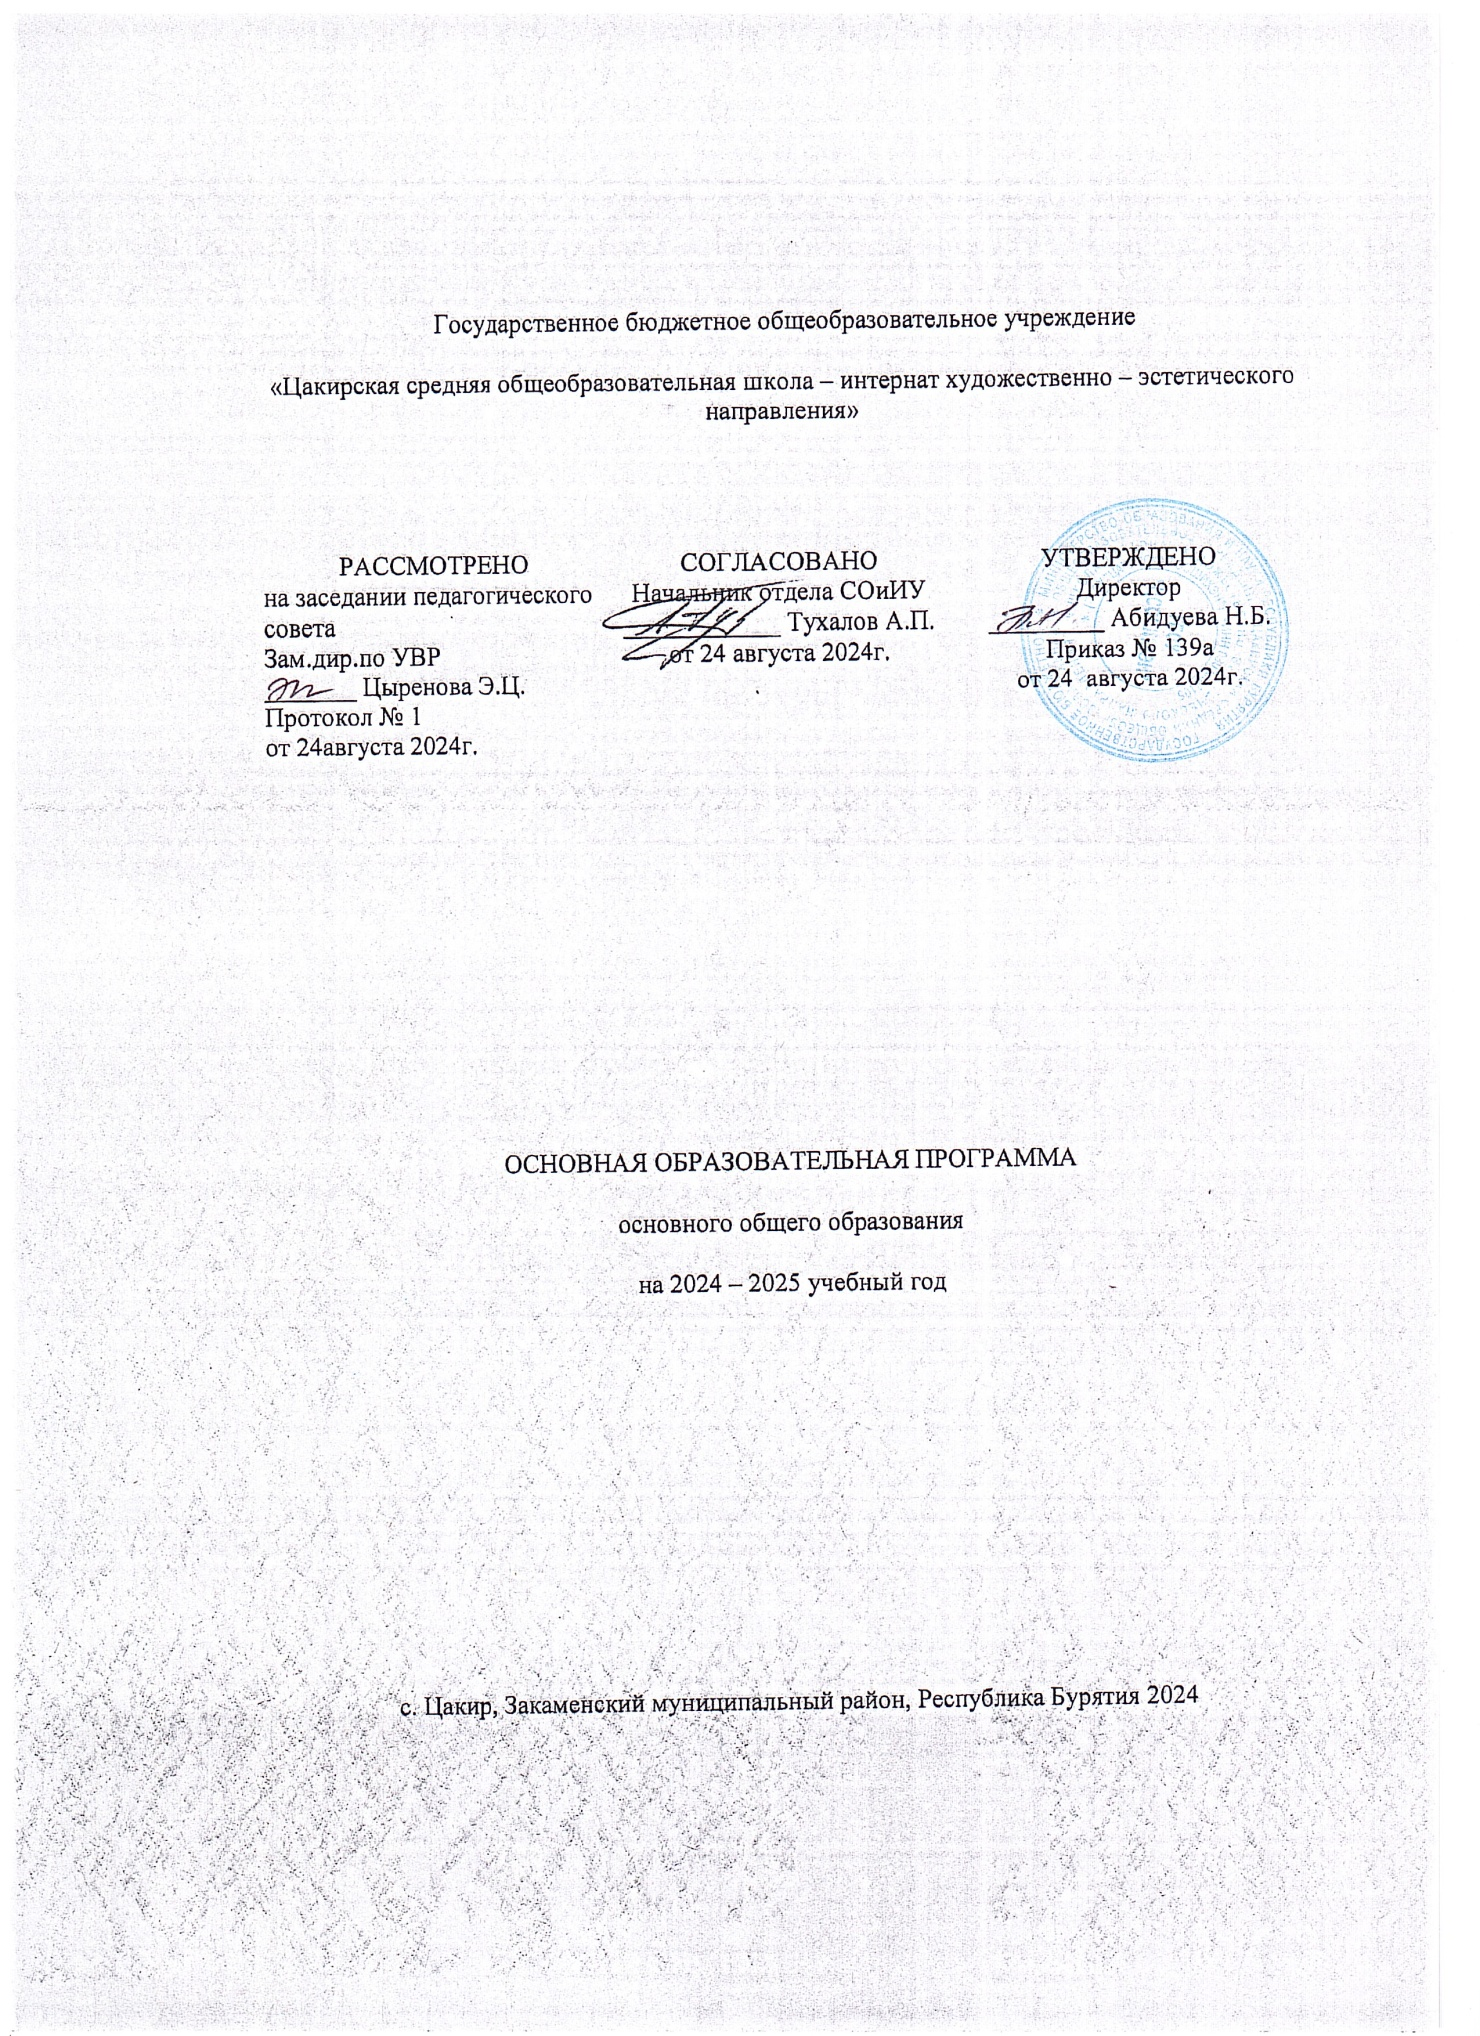 Государственное бюджетное общеобразовательное учреждение
«Цакирская средняя общеобразовательная школа – интернат художественно – эстетического
направления»
РАССМОТРЕНО
на заседании педагогического
совета
Зам.дир.по УВР
________ Цыренова Э.Ц.
Протокол № 1
от 24августа 2024г.
СОГЛАСОВАНО
Начальник отдела СОиИУ
____________ Тухалов А.П.
от 24 августа 2024г.
УТВЕРЖДЕНО
Директор
_________ Абидуева Н.Б.
Приказ № 139а
от 24 августа 2024г.
ОСНОВНАЯ ОБРАЗОВАТЕЛЬНАЯ ПРОГРАММА
основного общего образования
на 2024 – 2025 учебный год
с. Цакир, Закаменский муниципальный район, Республика Бурятия 2024